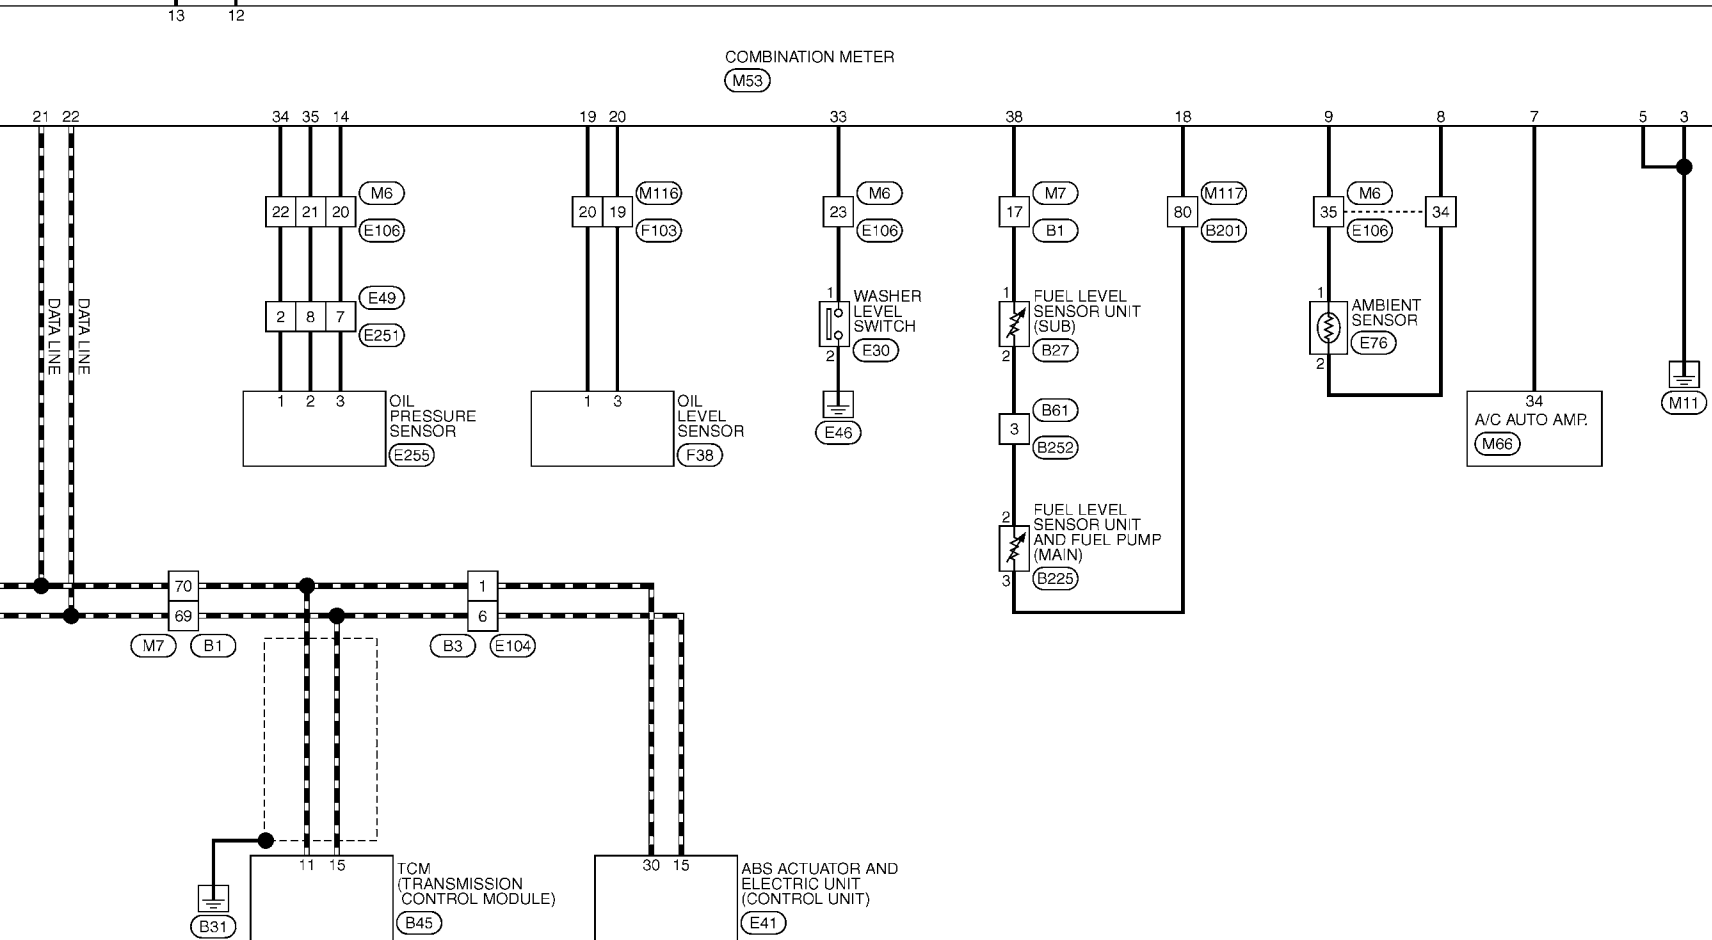 13 12
COMBINATION METER
M53
21 22 34 35 14 19 20 33 38 18 9 8 7 5 3
M6 M116 M6 M7 M117 M6
22 21 20 20 19 23 17 80 35 34
E106 F103 E106 B1 B201 E106
DATA LINE
DATA LINE
E49
2 8 7
E251
1 WASHER
LEVEL
SWITCH
2 E30
1 FUEL LEVEL
SENSOR UNIT
(SUB)
2 B27
1 AMBIENT
SENSOR
2 E76
1 2 3 OIL
PRESSURE
SENSOR
E255
1 3 OIL
LEVEL
SENSOR
F38
E46
B61
3
B252
34
A/C AUTO AMP.
M66
M11
2 FUEL LEVEL
SENSOR UNIT
AND FUEL PUMP
(MAIN)
3 B225
70 1
69 6
M7 B1 B3 E104
11 15 TCM
(TRANSMISSION
CONTROL MODULE)
B45
30 15 ABS ACTUATOR AND
ELECTRIC UNIT
(CONTROL UNIT)
E41
B31